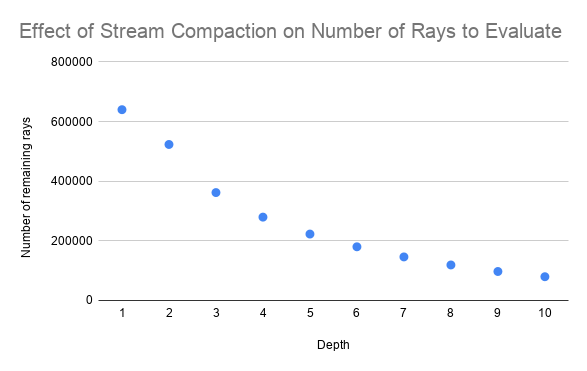 Effect of Stream Compaction on Number of Rays to Evaluate
800000
600000
400000
200000
0
Number of remaining rays
1 2 3 4 5 6 7 8 9 10
Depth